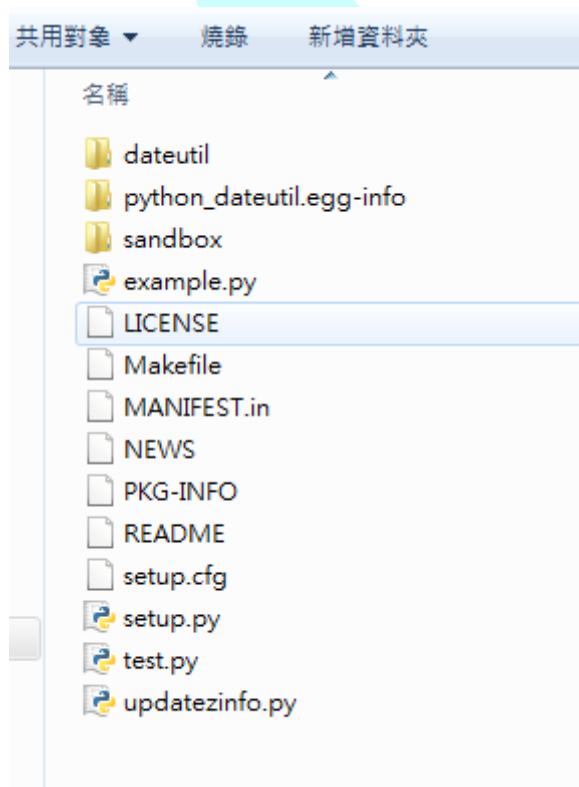 共用對象 燒錄 新增資料夾
名稱
dateutil
python_dateutil.egg-info
sandbox
example.py
LICENSE
Makefile
MANIFEST.in
NEWS
PKG-INFO
README
setup.cfg
setup.py
test.py
updatezinfo.py